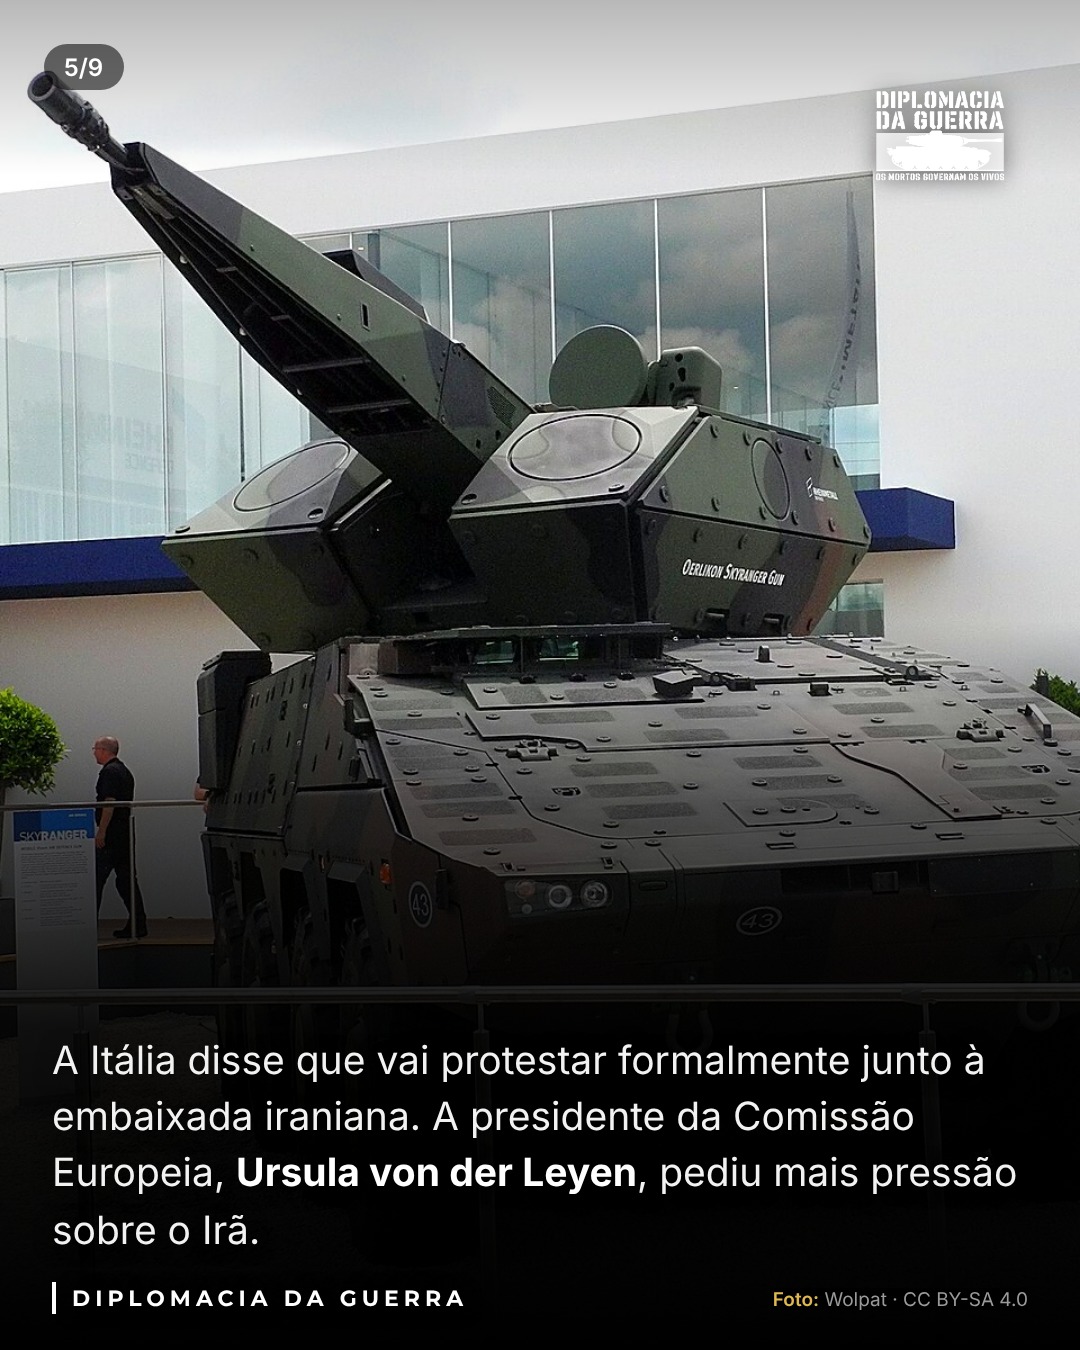 5/9
DIPLOMACIA
DA GUERRA
OS MORTOS GOVERNAM OS VIVOS
RHEINMETALL
OERLIKON SKYRANGER GUN
SKYRANGER
43
43
A Itália disse que vai protestar formalmente junto à
embaixada iraniana. A presidente da Comissão
Europeia, Ursula von der Leyen, pediu mais pressão
sobre o Irã.
DIPLOMACIA DA GUERRA
Foto: Wolpat · CC BY-SA 4.0